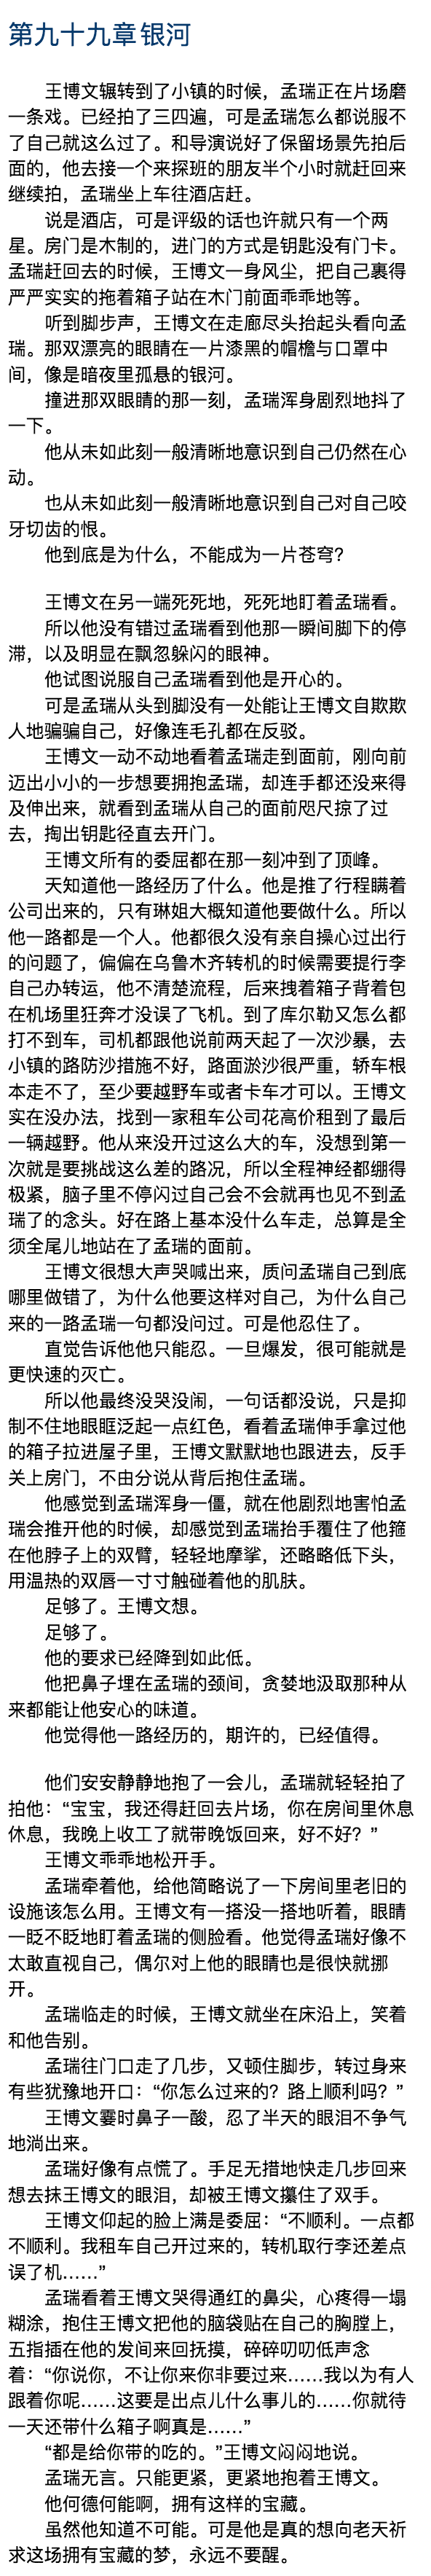 第九十九章 银河
王博文辗转到了小镇的时候，孟瑞正在片场磨
一条戏。已经拍了三四遍，可是孟瑞怎么都说服不
了自己就这么过了。和导演说好了保留场景先拍后
面的，他去接一个来探班的朋友半个小时就赶回来
继续拍，孟瑞坐上车往酒店赶。
说是酒店，可是评级的话也许就只有一个两
星。房门是木制的，进门的方式是钥匙没有门卡。
孟瑞赶回去的时候，王博文一身风尘，把自己裹得
严严实实的拖着箱子站在木门前面乖乖地等。
听到脚步声，王博文在走廊尽头抬起头看向孟
瑞。那双漂亮的眼睛在一片漆黑的帽檐与口罩中
间，像是暗夜里孤悬的银河。
撞进那双眼睛的那一刻，孟瑞浑身剧烈地抖了
一下。
他从未如此刻一般清晰地意识到自己仍然在心
动。
也从未如此刻一般清晰地意识到自己对自己咬
牙切齿的恨。
他到底是为什么，不能成为一片苍穹？
王博文在另一端死死地，死死地盯着孟瑞看。
所以他没有错过孟瑞看到他那一瞬间脚下的停
滞，以及明显在飘忽躲闪的眼神。
他试图说服自己孟瑞看到他是开心的。
可是孟瑞从头到脚没有一处能让王博文自欺欺
人地骗骗自己，好像连毛孔都在反驳。
王博文一动不动地看着孟瑞走到面前，刚向前
迈出小小的一步想要拥抱孟瑞，却连手都还没来得
及伸出来，就看到孟瑞从自己的面前咫尺掠了过
去，掏出钥匙径直去开门。
王博文所有的委屈都在那一刻冲到了顶峰。
天知道他一路经历了什么。他是推了行程瞒着
公司出来的，只有琳姐大概知道他要做什么。所以
他一路都是一个人。他都很久没有亲自操心过出行
的问题了，偏偏在乌鲁木齐转机的时候需要提行李
自己办转运，他不清楚流程，后来拽着箱子背着包
在机场里狂奔才没误了飞机。到了库尔勒又怎么都
打不到车，司机都跟他说前两天起了一次沙暴，去
小镇的路防沙措施不好，路面淤沙很严重，轿车根
本走不了，至少要越野车或者卡车才可以。王博文
实在没办法，找到一家租车公司花高价租到了最后
一辆越野。他从来没开过这么大的车，没想到第一
次就是要挑战这么差的路况，所以全程神经都绷得
极紧，脑子里不停闪过自己会不会就再也见不到孟
瑞了的念头。好在路上基本没什么车走，总算是全
须全尾儿地站在了孟瑞的面前。
王博文很想大声哭喊出来，质问孟瑞自己到底
哪里做错了，为什么他要这样对自己，为什么自己
来的一路孟瑞一句都没问过。可是他忍住了。
直觉告诉他他只能忍。一旦爆发，很可能就是
更快速的灭亡。
所以他最终没哭没闹，一句话都没说，只是抑
制不住地眼眶泛起一点红色，看着孟瑞伸手拿过他
的箱子拉进屋子里，王博文默默地也跟进去，反手
关上房门，不由分说从背后抱住孟瑞。
他感觉到孟瑞浑身一僵，就在他剧烈地害怕孟
瑞会推开他的时候，却感觉到孟瑞抬手覆住了他箍
在他脖子上的双臂，轻轻地摩挲，还略略低下头，
用温热的双唇一寸寸触碰着他的肌肤。
足够了。王博文想。
足够了。
他的要求已经降到如此低。
他把鼻子埋在孟瑞的颈间，贪婪地汲取那种从
来都能让他安心的味道。
他觉得他一路经历的，期许的，已经值得。
他们安安静静地抱了一会儿，孟瑞就轻轻拍了
拍他：“宝宝，我还得赶回去片场，你在房间里休息
休息，我晚上收工了就带晚饭回来，好不好？”
王博文乖乖地松开手。
孟瑞牵着他，给他简略说了一下房间里老旧的
设施该怎么用。王博文有一搭没一搭地听着，眼睛
一眨不眨地盯着孟瑞的侧脸看。他觉得孟瑞好像不
太敢直视自己，偶尔对上他的眼睛也是很快就挪
开。
孟瑞临走的时候，王博文就坐在床沿上，笑着
和他告别。
孟瑞往门口走了几步，又顿住脚步，转过身来
有些犹豫地开口：“你怎么过来的？路上顺利吗？”
王博文霎时鼻子一酸，忍了半天的眼泪不争气
地淌出来。
孟瑞好像有点慌了。手足无措地快走几步回来
想去抹王博文的眼泪，却被王博文攥住了双手。
王博文仰起的脸上满是委屈：“不顺利。一点都
不顺利。我租车自己开过来的，转机取行李还差点
误了机……”
孟瑞看着王博文哭得通红的鼻尖，心疼得一塌
糊涂，抱住王博文把他的脑袋贴在自己的胸膛上，
五指插在他的发间来回抚摸，碎碎叨叨低声念
着：“你说你，不让你来你非要过来……我以为有人
跟着你呢……这要是出点儿什么事儿的……你就待
一天还带什么箱子啊真是……”
“都是给你带的吃的。”王博文闷闷地说。
孟瑞无言。只能更紧，更紧地抱着王博文。
他何德何能啊，拥有这样的宝藏。
虽然他知道不可能。可是他是真的想向老天祈
求这场拥有宝藏的梦，永远不要醒。